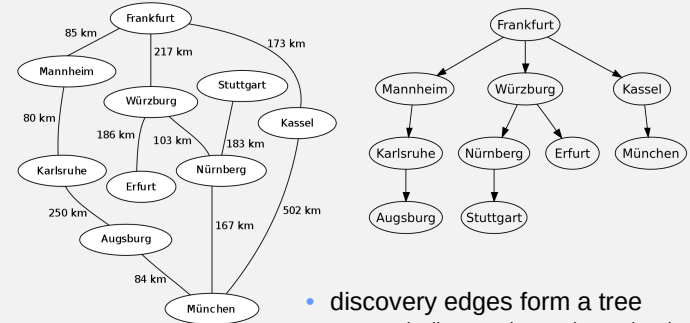 Frankfurt
85 km
217 km
173 km
Mannheim
Würzburg
Stuttgart
Kassel
80 km
186 km
103 km
183 km
Karlsruhe
Erfurt
Nürnberg
250 km
502 km
Augsburg
167 km
84 km
München
Frankfurt
Mannheim
Würzburg
Kassel
Karlsruhe
Nürnberg
Erfurt
München
Augsburg
Stuttgart
• discovery edges form a tree